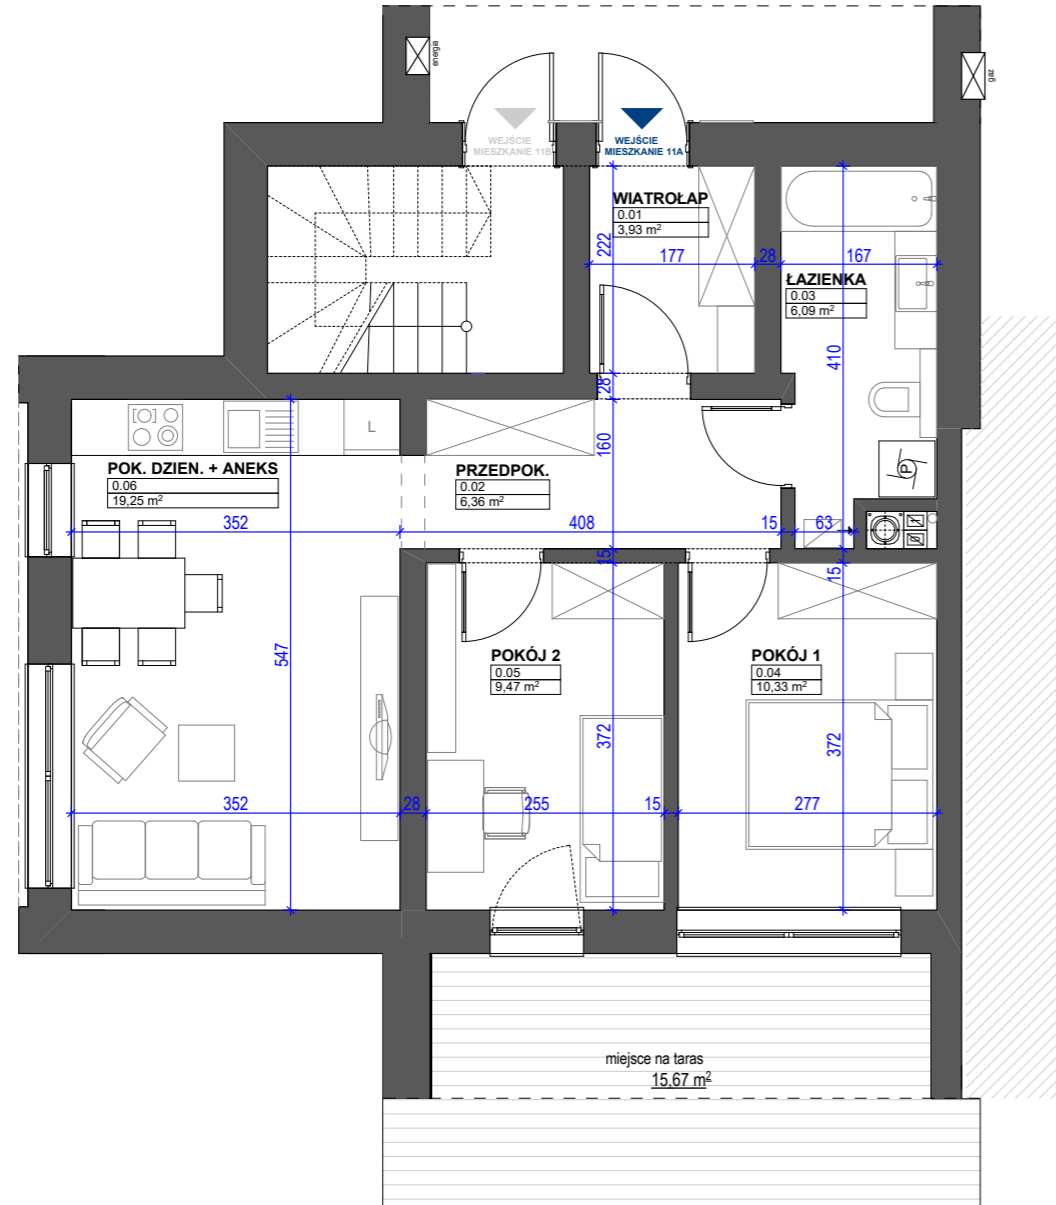 energia
gaz
WEJŚCIE
MIESZKANIE 11B
WEJŚCIE
MIESZKANIE 11A
WIATROŁAP
0.01
3,93 m²
222
177
28
167
ŁAZIENKA
0.03
6,09 m²
410
28
160
L
POK. DZIEN. + ANEKS
0.06
19,25 m²
PRZEDPOK.
0.02
6,36 m²
P
352
408
15
63
15
15
547
POKÓJ 2
0.05
9,47 m²
POKÓJ 1
0.04
10,33 m²
372
372
352
28
255
15
277
miejsce na taras
15,67 m²